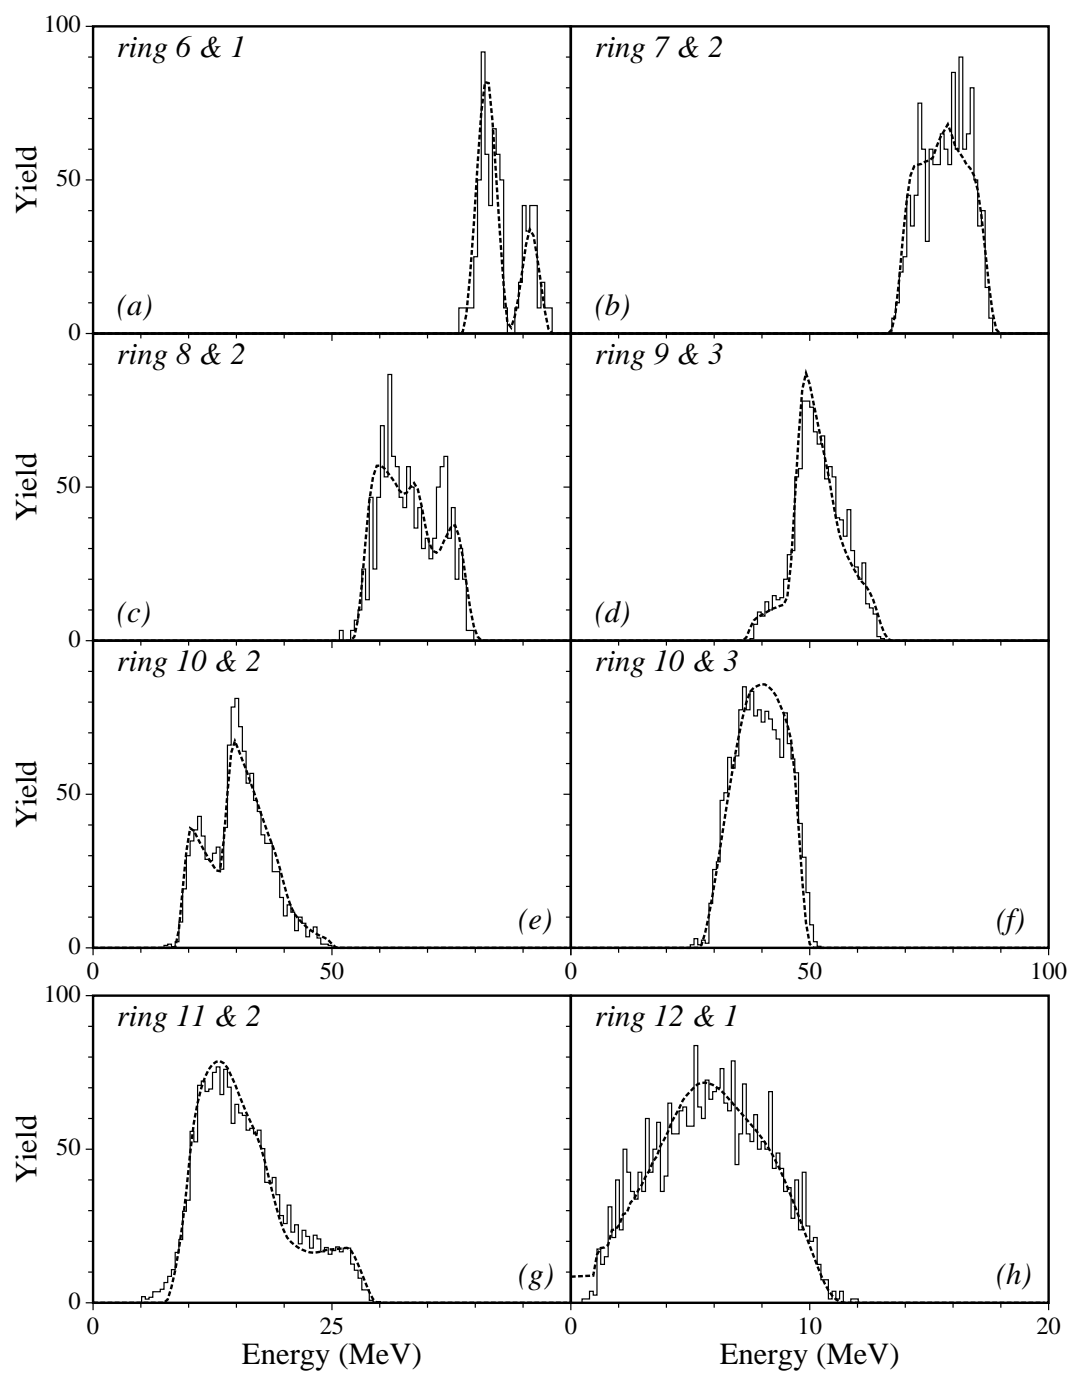 100
ring 6 & 1
ring 7 & 2
Yield
50
(a)
(b)
0
ring 8 & 2
ring 9 & 3
Yield
50
(c)
(d)
0
ring 10 & 2
ring 10 & 3
Yield
50
(e)
(f)
0
0 50 0 50 100
100
ring 11 & 2
ring 12 & 1
Yield
50
(g)
(h)
0
0 25 0 10 20
Energy (MeV) Energy (MeV)